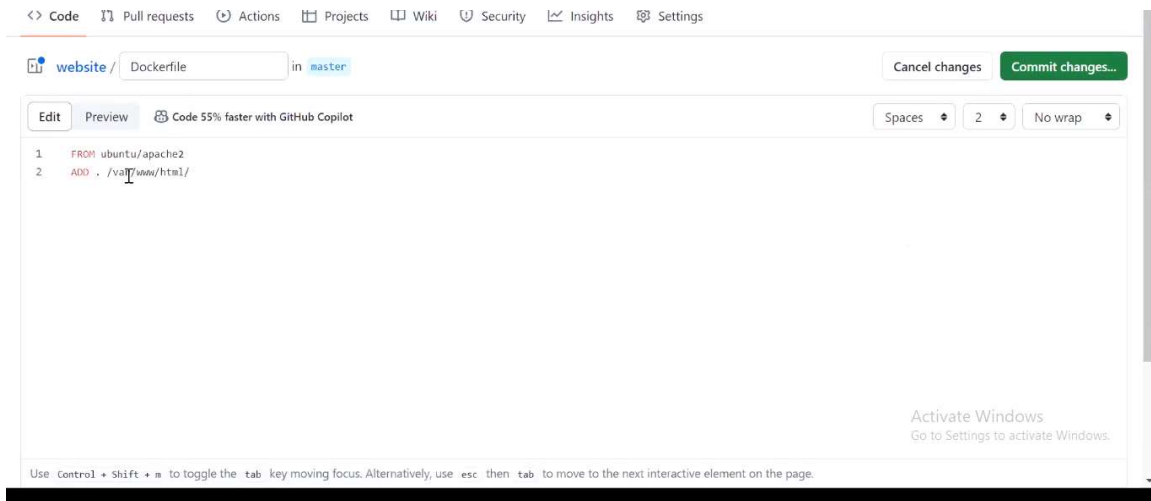 <> Code Pull requests Actions Projects Wiki Security Insights Settings
website / Dockerfile in master Cancel changes Commit changes...
Edit Preview Code 55% faster with GitHub Copilot Spaces 2 No wrap
1 FROM ubuntu/apache2
2 ADD . /var/www/html/
Activate Windows
Go to Settings to activate Windows.
Use Control + Shift + m to toggle the tab key moving focus. Alternatively, use esc then tab to move to the next interactive element on the page.